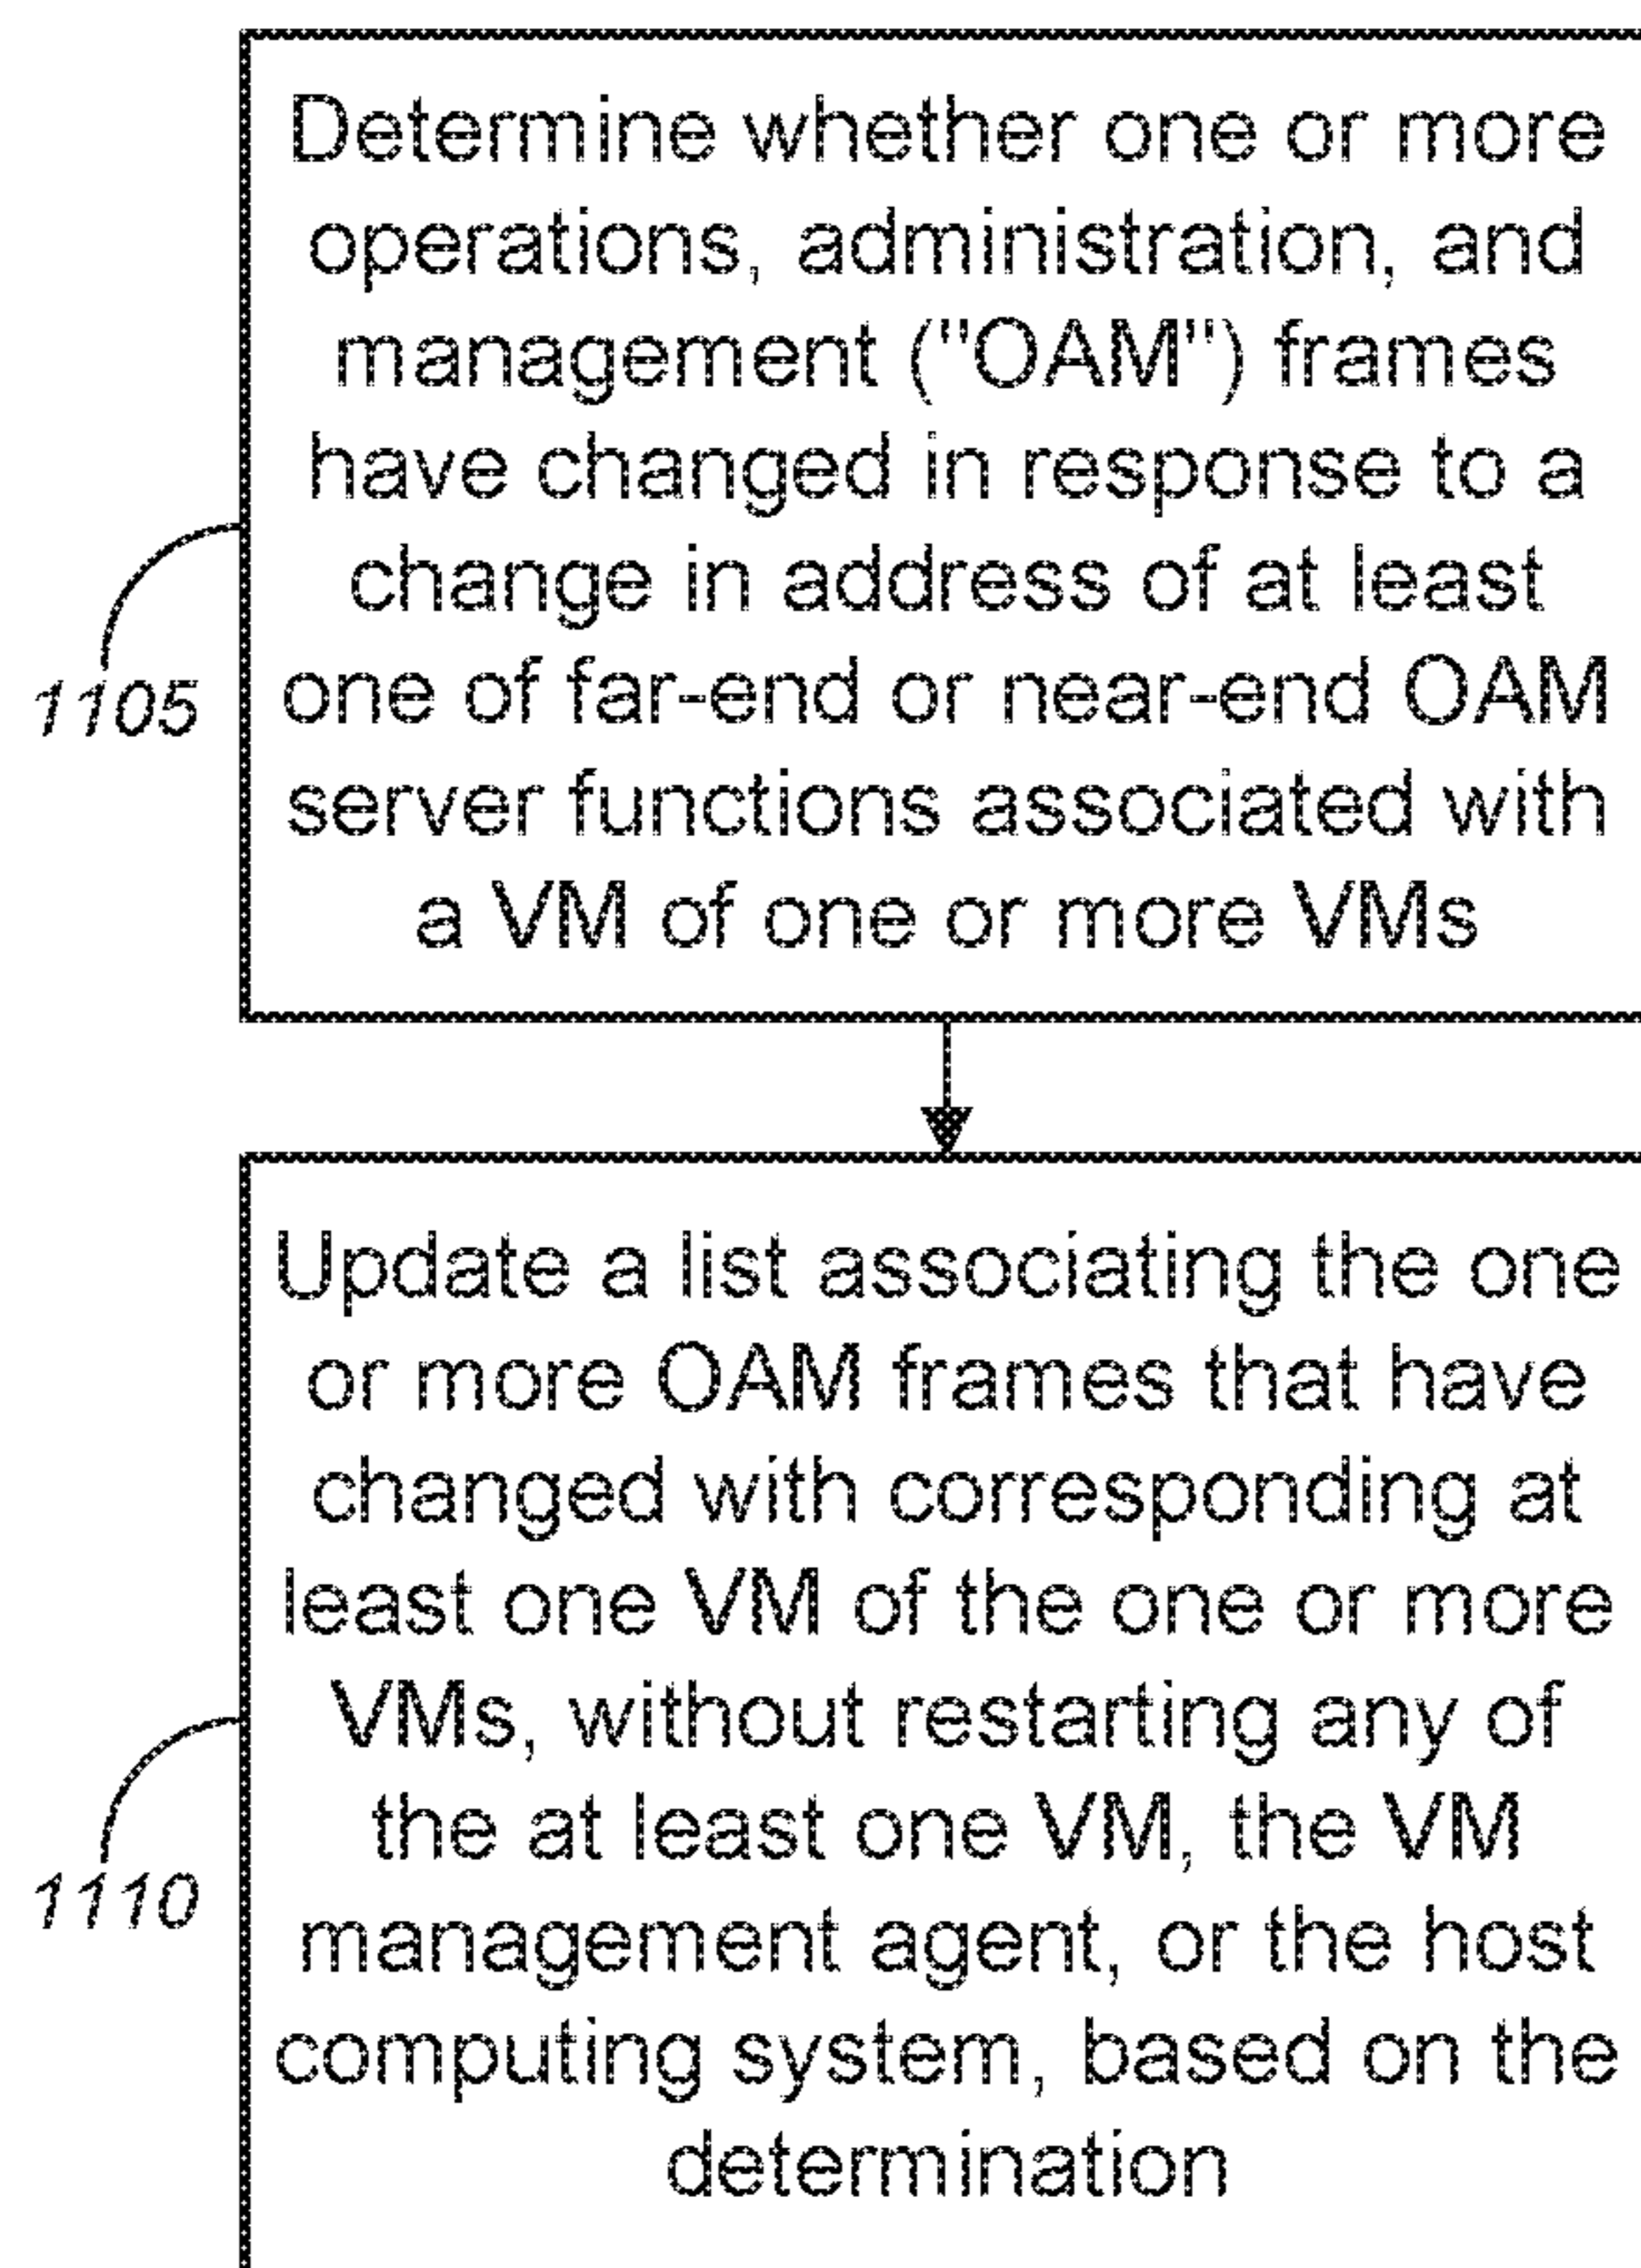 Determine whether one or more
operations, administration, and
management ("OAM") frames
have changed in response to a
change in address of at least
one of far-end or near-end OAM
server functions associated with
a VM of one or more VMs
1105
Update a list associating the one
or more OAM frames that have
changed with corresponding at
least one VM of the one or more
VMs, without restarting any of
the at least one VM, the VM
management agent, or the host
computing system, based on the
determination
1110